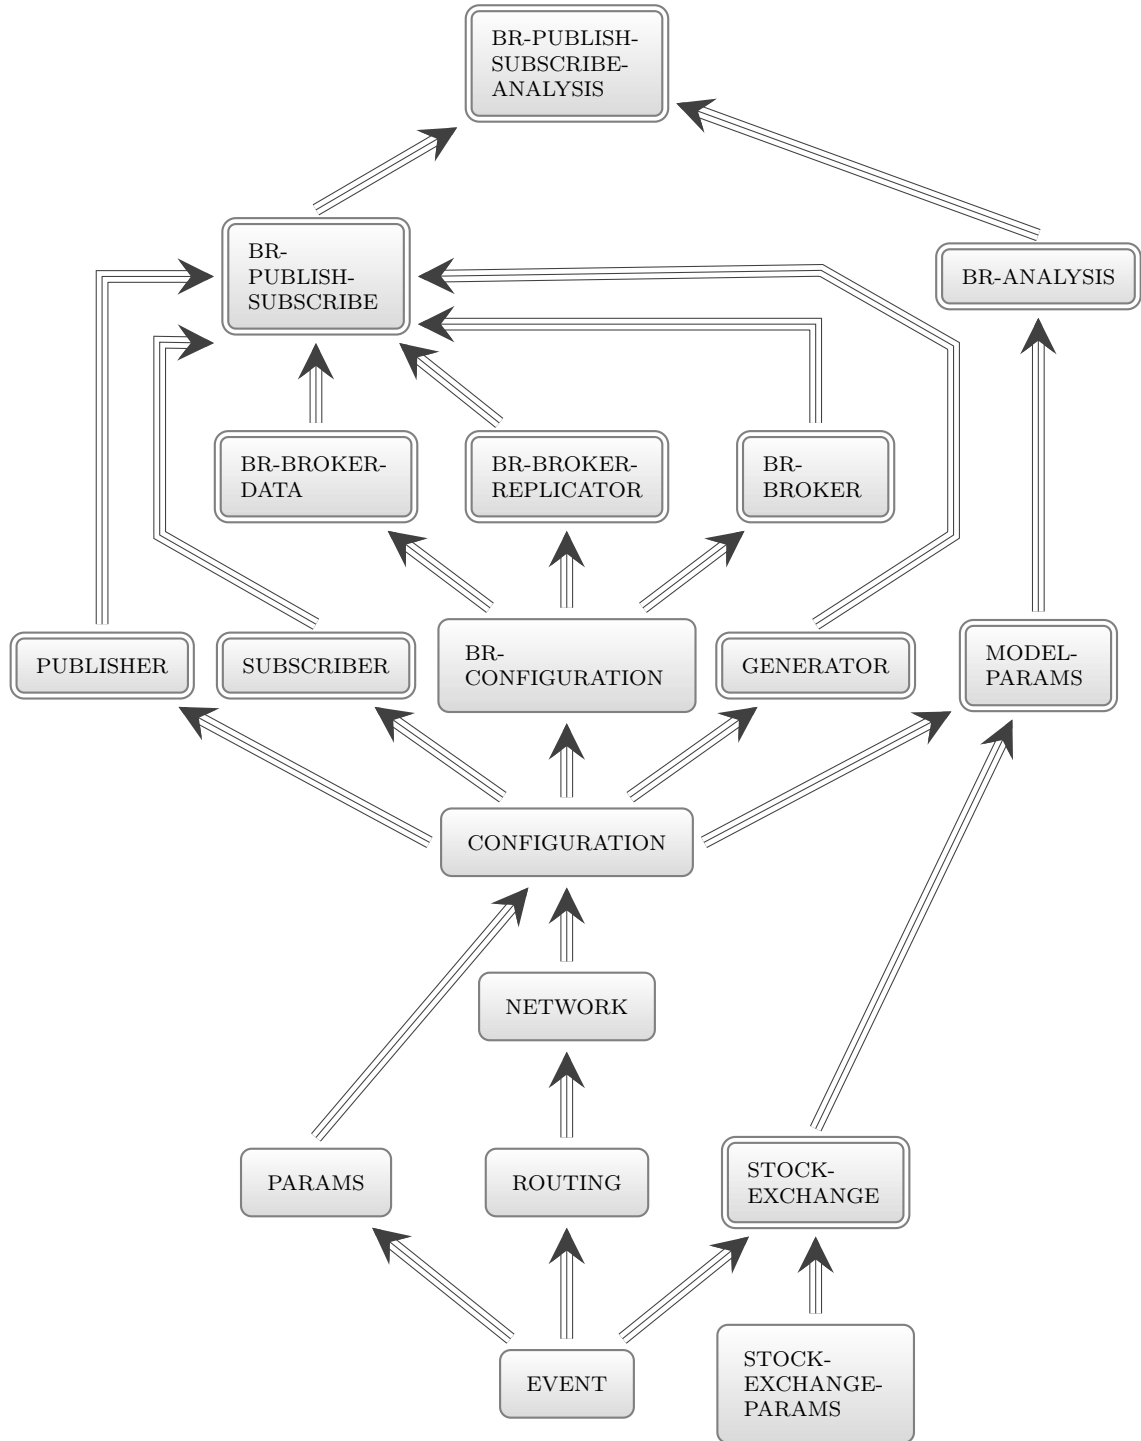 BR-PUBLISH-
SUBSCRIBE-
ANALYSIS
BR-
PUBLISH-
SUBSCRIBE
BR-ANALYSIS
BR-BROKER-
DATA
BR-BROKER-
REPLICATOR
BR-
BROKER
PUBLISHER
SUBSCRIBER
BR-
CONFIGURATION
GENERATOR
MODEL-
PARAMS
CONFIGURATION
NETWORK
PARAMS
ROUTING
STOCK-
EXCHANGE
EVENT
STOCK-
EXCHANGE-
PARAMS